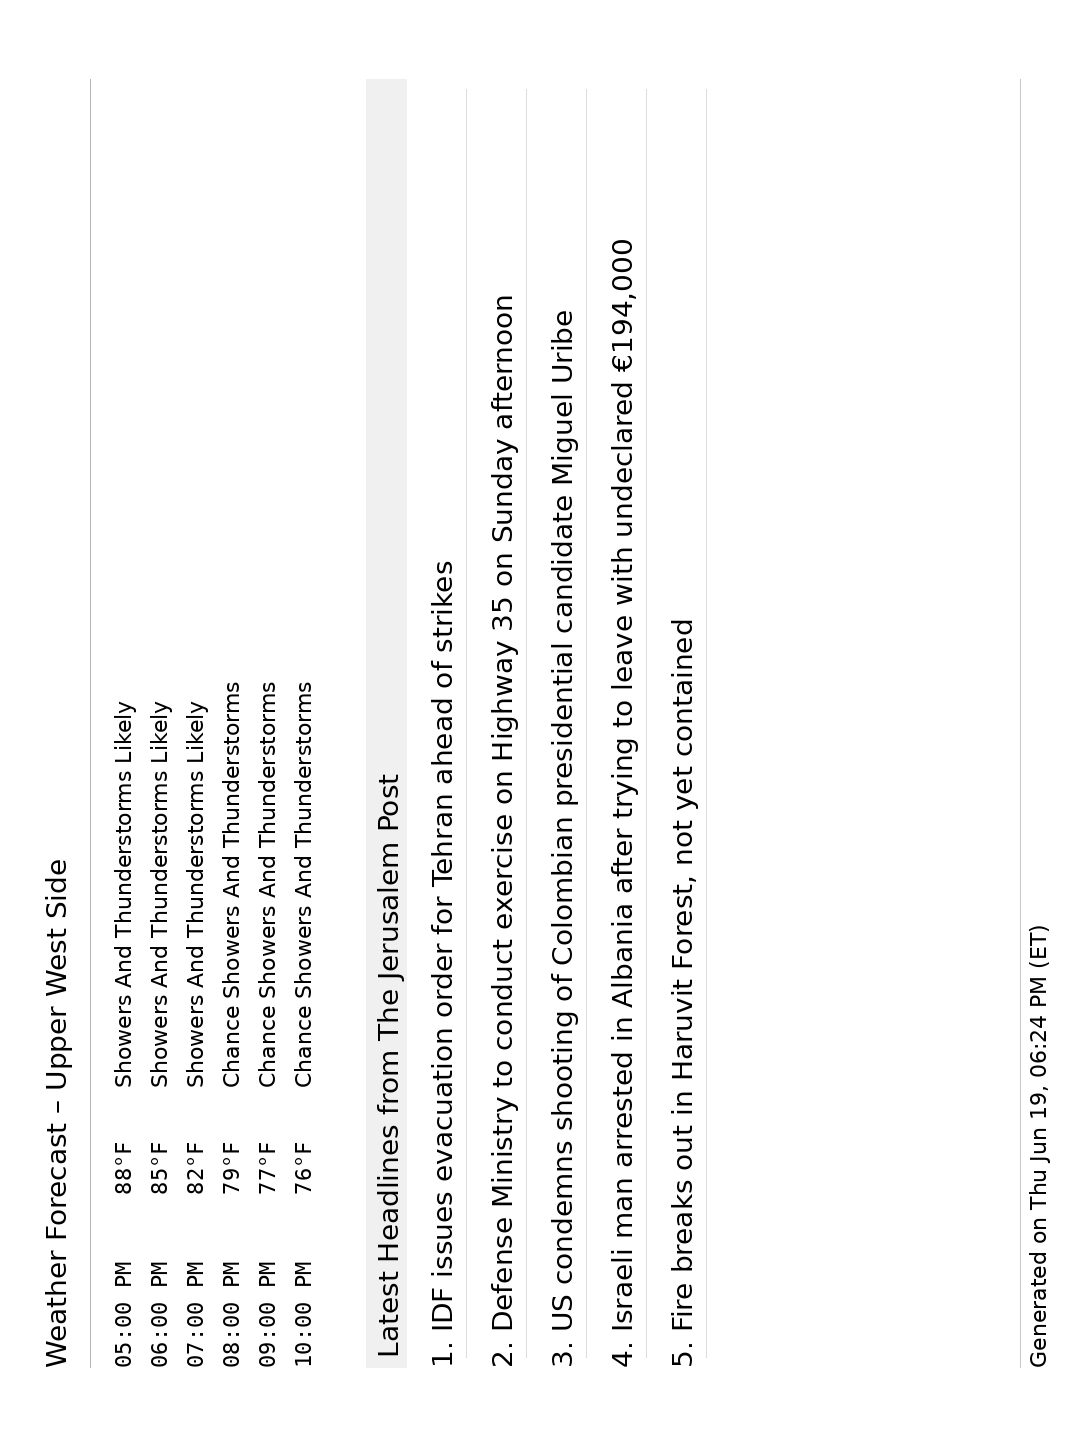 Weather Forecast – Upper West Side
05:00 PM 88°F Showers And Thunderstorms Likely
06:00 PM 85°F Showers And Thunderstorms Likely
07:00 PM 82°F Showers And Thunderstorms Likely
08:00 PM 79°F Chance Showers And Thunderstorms
09:00 PM 77°F Chance Showers And Thunderstorms
10:00 PM 76°F Chance Showers And Thunderstorms
Latest Headlines from The Jerusalem Post
1. IDF issues evacuation order for Tehran ahead of strikes
2. Defense Ministry to conduct exercise on Highway 35 on Sunday afternoon
3. US condemns shooting of Colombian presidential candidate Miguel Uribe
4. Israeli man arrested in Albania after trying to leave with undeclared €194,000
5. Fire breaks out in Haruvit Forest, not yet contained
Generated on Thu Jun 19, 06:24 PM (ET)